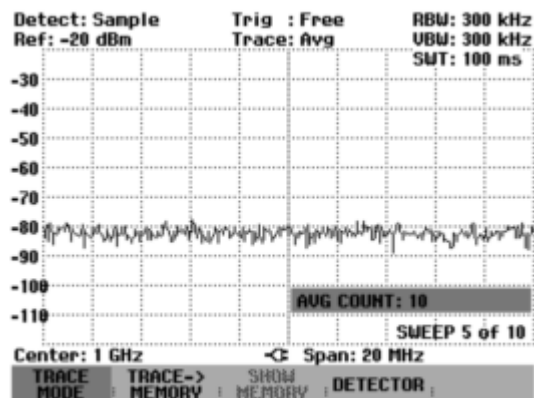 Detect: Sample Trig : Free RBW: 300 kHz
Ref: -20 dBm Trace: Avg VBW: 300 kHz
SWT: 100 ms
-30
-40
-50
-60
-70
-80
-90
-100
AVG COUNT: 10
-110
SWEEP 5 of 10
Center: 1 GHz Span: 20 MHz
TRACE MODE TRACE-> MEMORY SHOW MEMORY DETECTOR